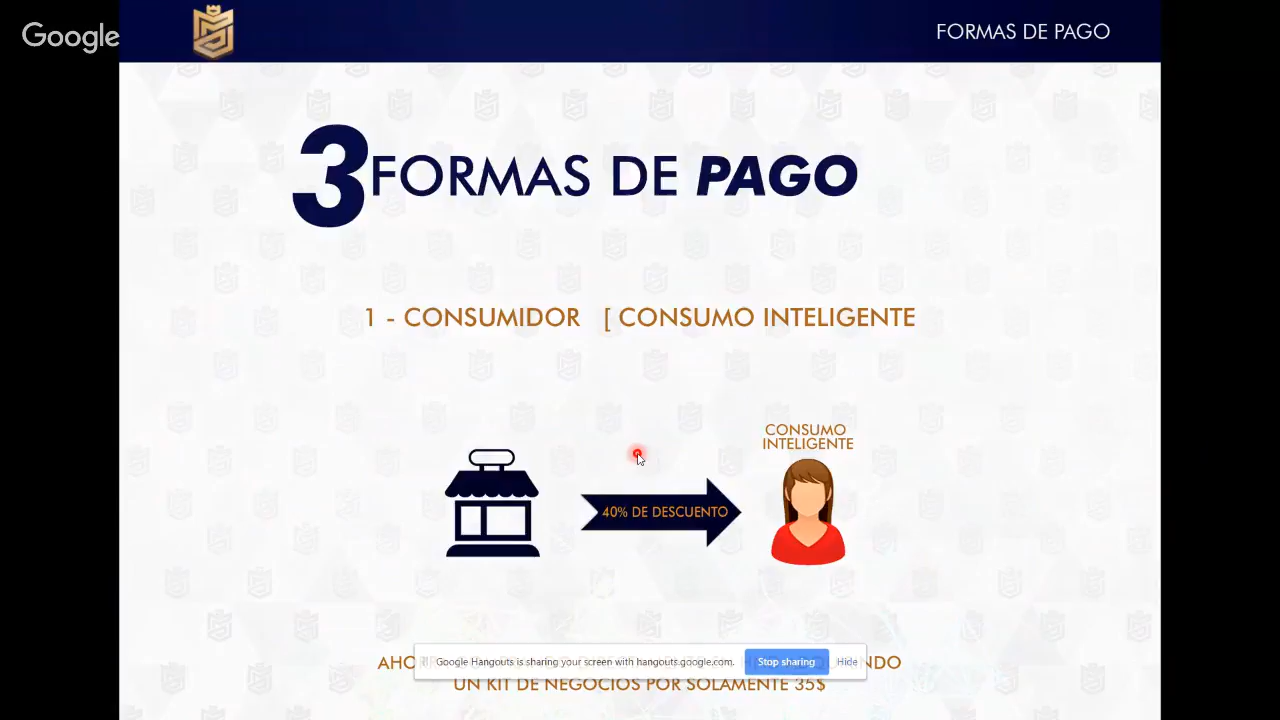 Google
FORMAS DE PAGO
3 FORMAS DE PAGO
1 - CONSUMIDOR [ CONSUMO INTELIGENTE
CONSUMO
INTELIGENTE
40% DE DESCUENTO
Google Hangouts is sharing your screen with hangouts.google.com. Stop sharing Hide
UN KIT DE NEGOCIOS POR SOLAMENTE 35$